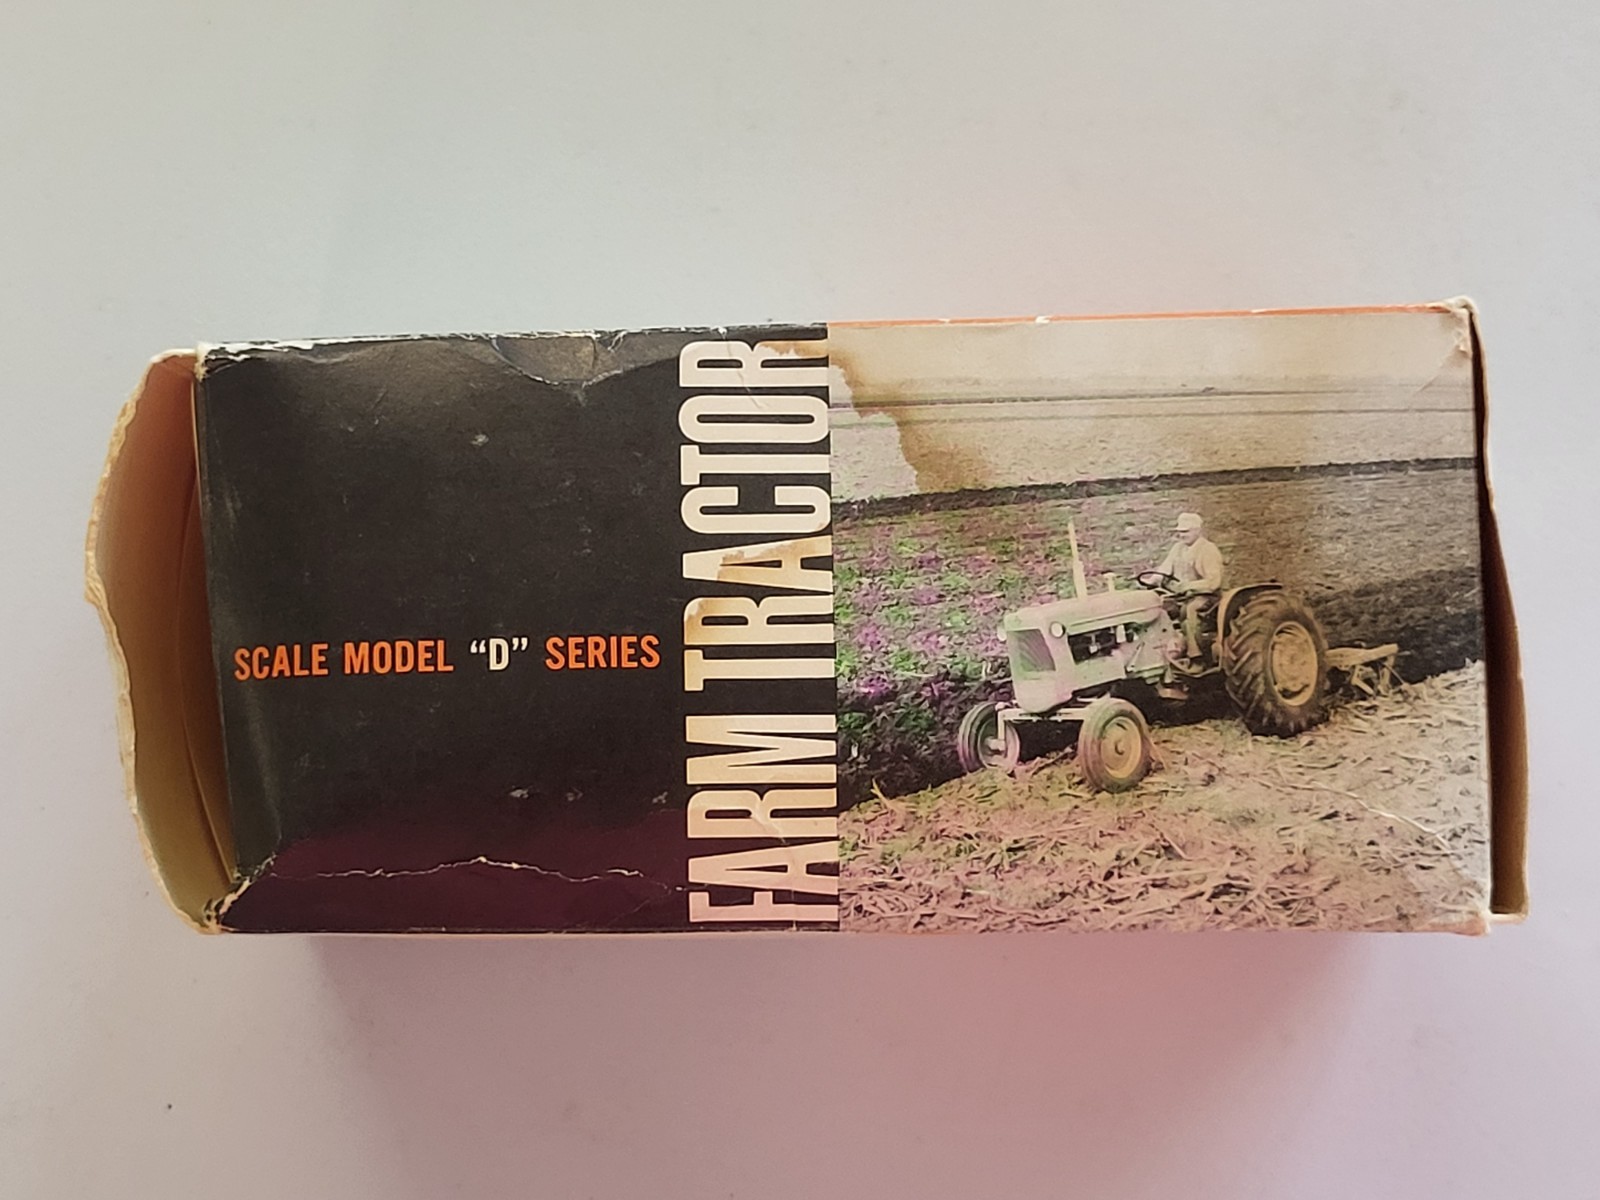 SCALE MODEL “D” SERIES
FARM TRACTOR